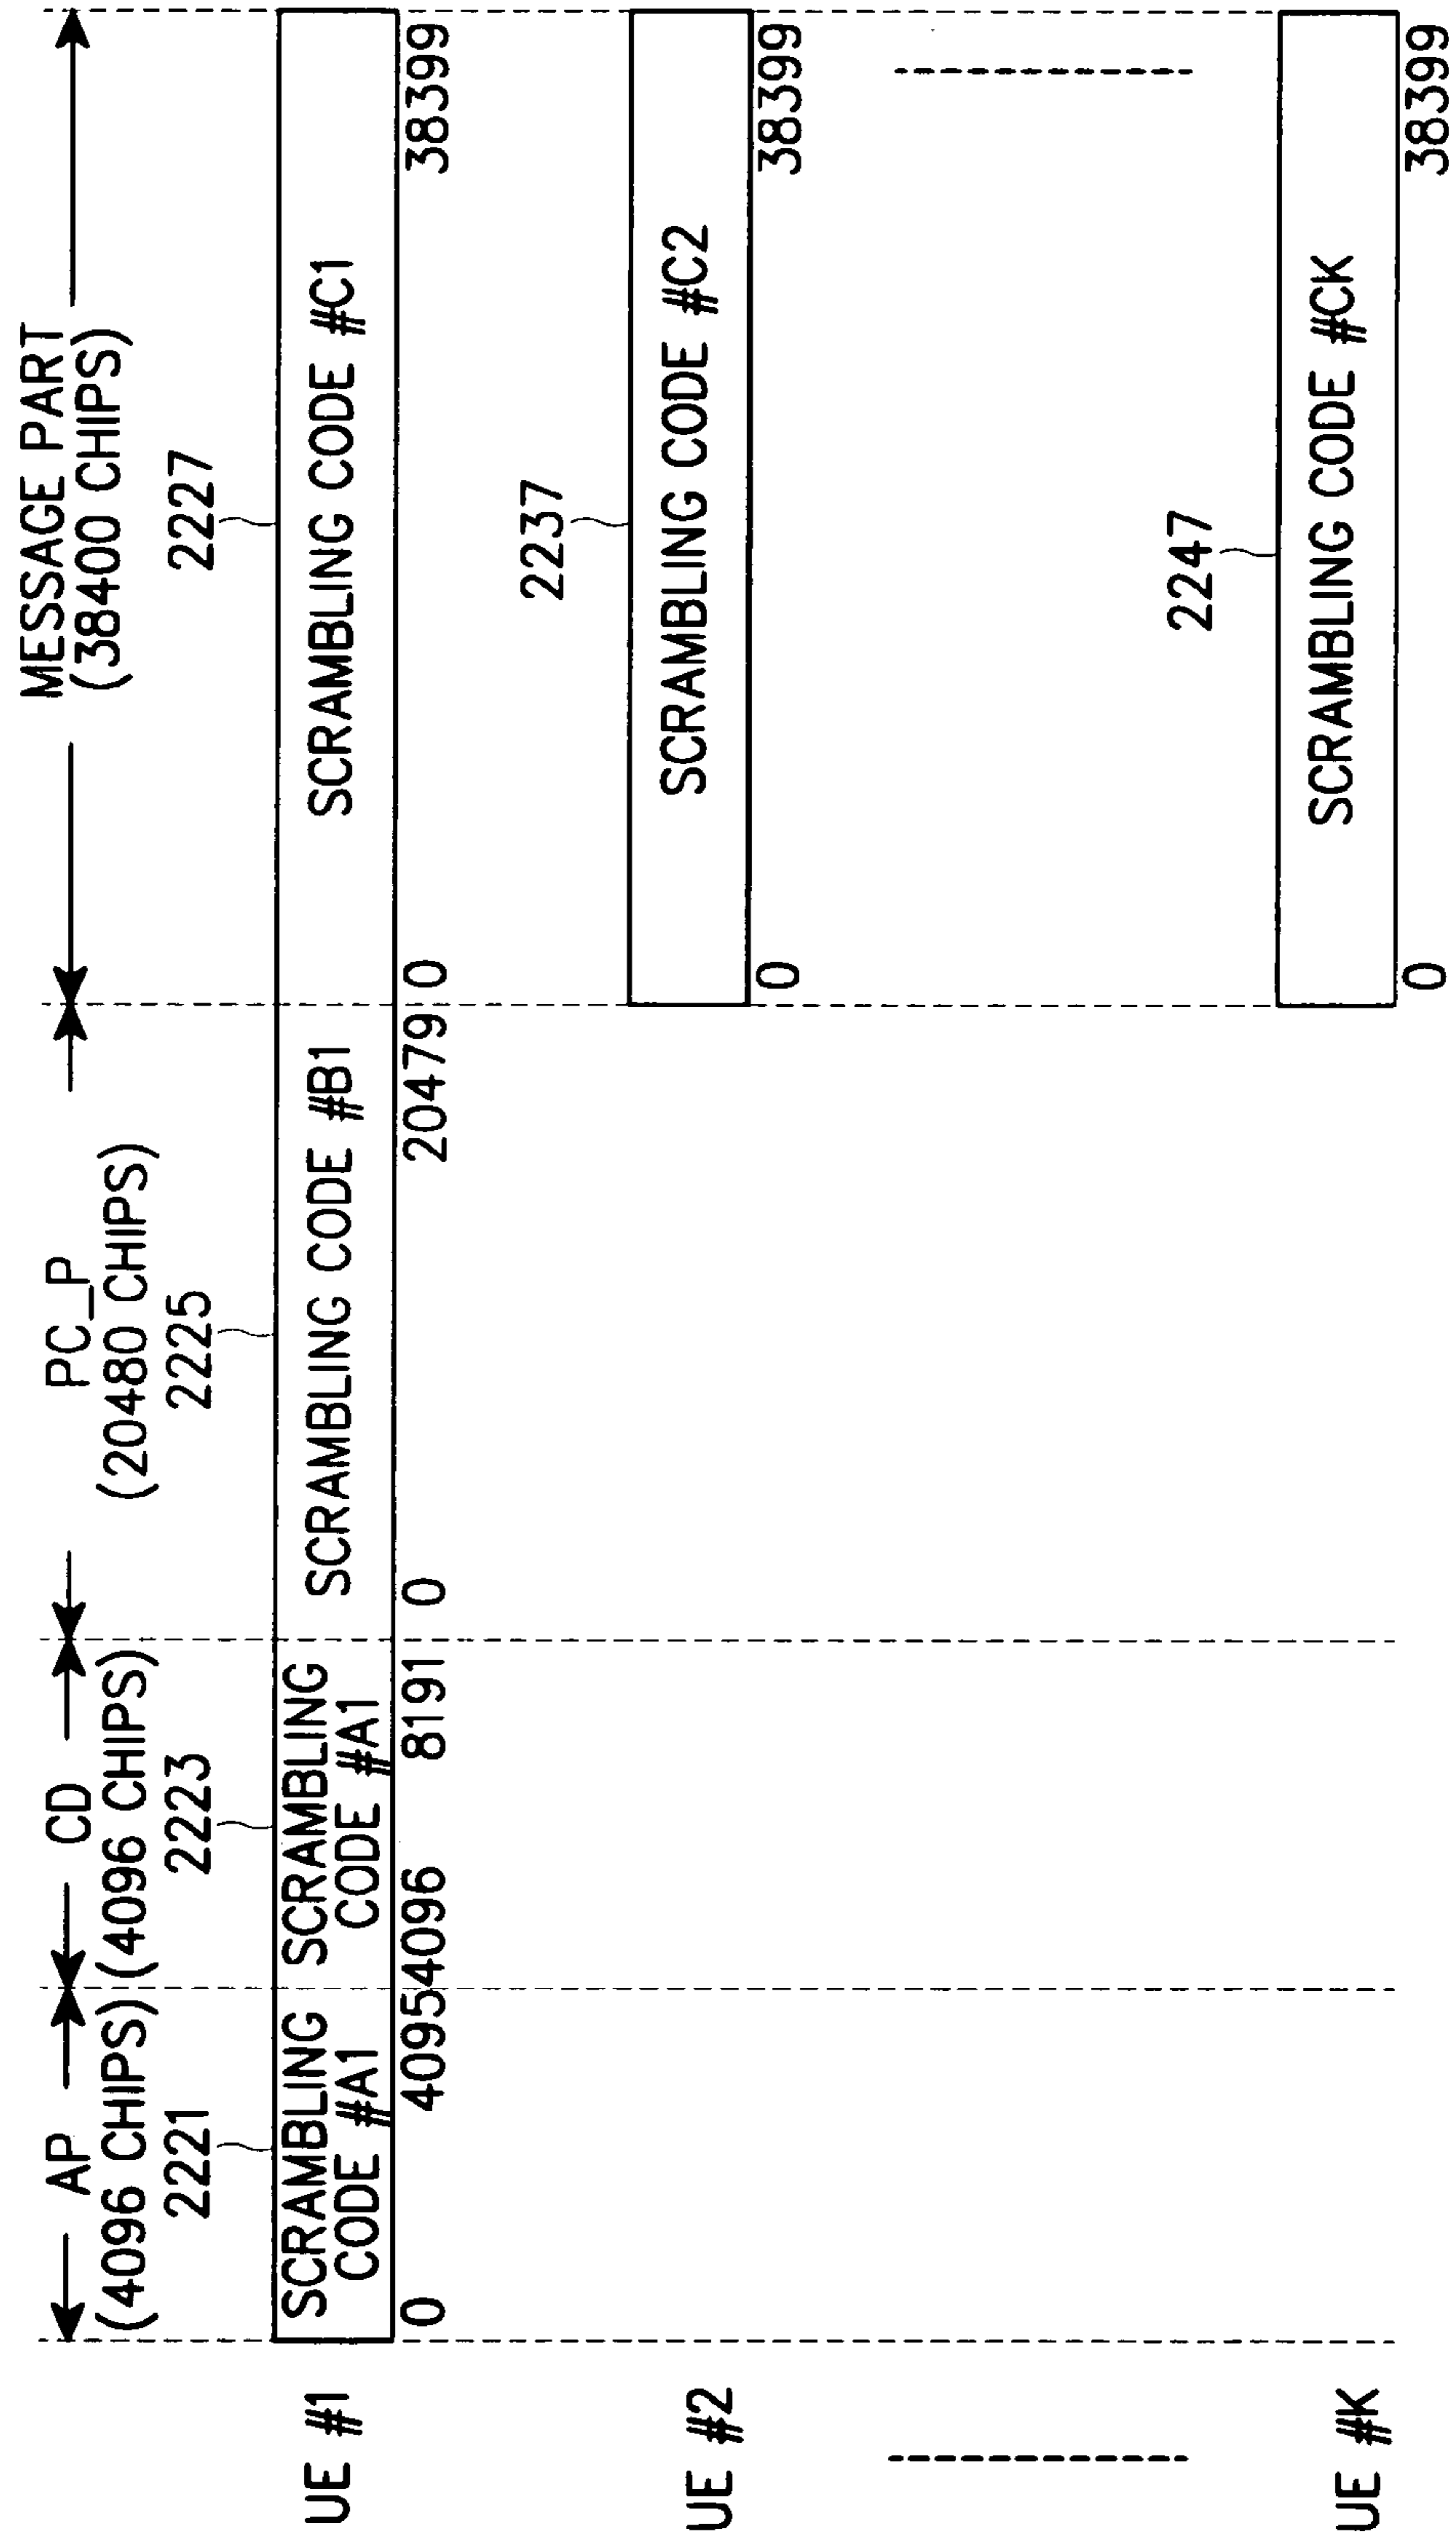 AP
(4096 CHIPS)
2221
CD
(4096 CHIPS)
2223
PC_P
(20480 CHIPS)
2225
MESSAGE PART
(38400 CHIPS)
2227
UE #1
SCRAMBLING
CODE #A1
SCRAMBLING
CODE #A1
SCRAMBLING CODE #B1
SCRAMBLING CODE #C1
0
4095
4096
8191
0
20479
0
38399
2237
UE #2
SCRAMBLING CODE #C2
0
38399
2247
UE #K
SCRAMBLING CODE #CK
0
38399